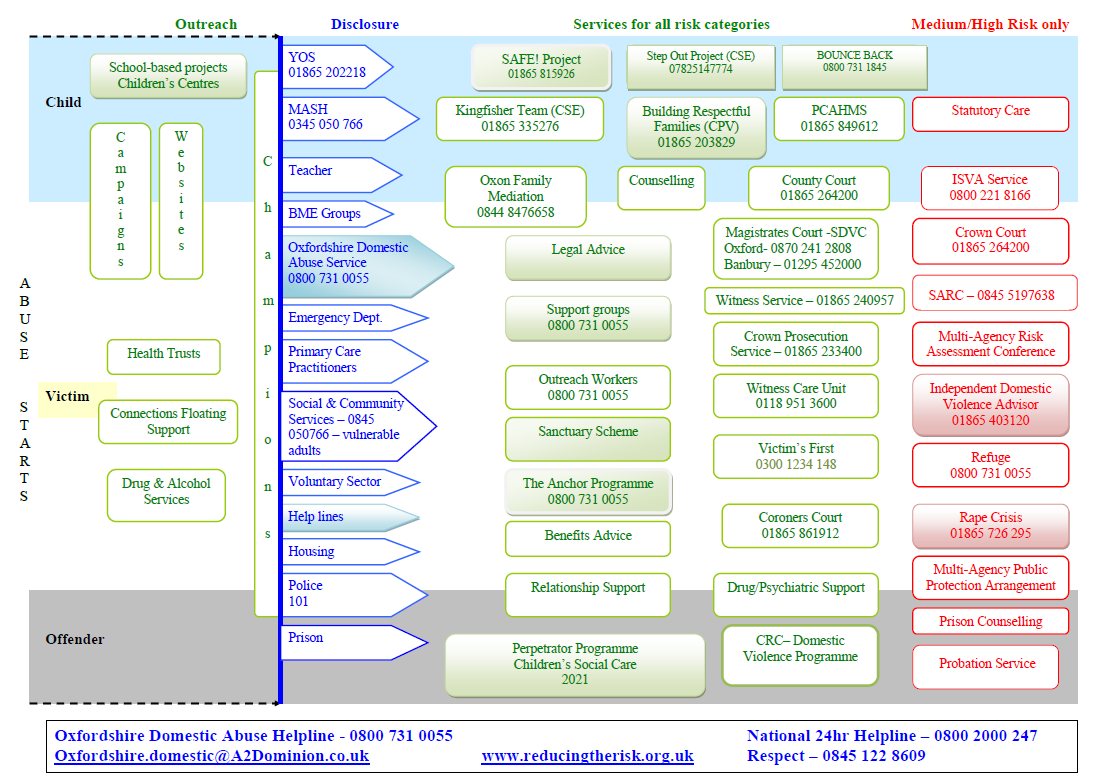 Outreach
Disclosure
Services for all risk categories
Medium/High Risk only
Child
School-based projects
Children's Centres
Campaigns
Websites
Champions
YOS
01865 202218
MASH
0345 050 766
Teacher
BME Groups
SAFE! Project
01865 815926
Step Out Project (CSE)
07825147774
BOUNCE BACK
0800 731 1845
Kingfisher Team (CSE)
01865 335276
Building Respectful
Families (CPV)
01865 203829
PCAHMS
01865 849612
Statutory Care
Oxon Family
Mediation
0844 8476658
Counselling
County Court
01865 264200
ISVA Service
0800 221 8166
ABUSE
STARTS
Victim
Health Trusts
Connections Floating
Support
Drug & Alcohol
Services
Oxfordshire Domestic
Abuse Service
0800 731 0055
Emergency Dept.
Primary Care
Practitioners
Social & Community
Services – 0845
050766 – vulnerable
adults
Voluntary Sector
Help lines
Housing
Police
101
Prison
Legal Advice
Support groups
0800 731 0055
Outreach Workers
0800 731 0055
Sanctuary Scheme
The Anchor Programme
0800 731 0055
Benefits Advice
Relationship Support
Magistrates Court -SDVC
Oxford- 0870 241 2808
Banbury – 01295 452000
Witness Service – 01865 240957
Crown Prosecution
Service – 01865 233400
Witness Care Unit
0118 951 3600
Victim's First
0300 1234 148
Coroners Court
01865 861912
Drug/Psychiatric Support
Crown Court
01865 264200
SARC – 0845 5197638
Multi-Agency Risk
Assessment Conference
Independent Domestic
Violence Advisor
01865 403120
Refuge
0800 731 0055
Rape Crisis
01865 726 295
Multi-Agency Public
Protection Arrangement
Prison Counselling
Probation Service
Offender
Perpetrator Programme
Children's Social Care
2021
CRC– Domestic
Violence Programme
Oxfordshire Domestic Abuse Helpline - 0800 731 0055
National 24hr Helpline – 0800 2000 247
Oxfordshire.domestic@A2Dominion.co.uk
www.reducingtherisk.org.uk
Respect – 0845 122 8609